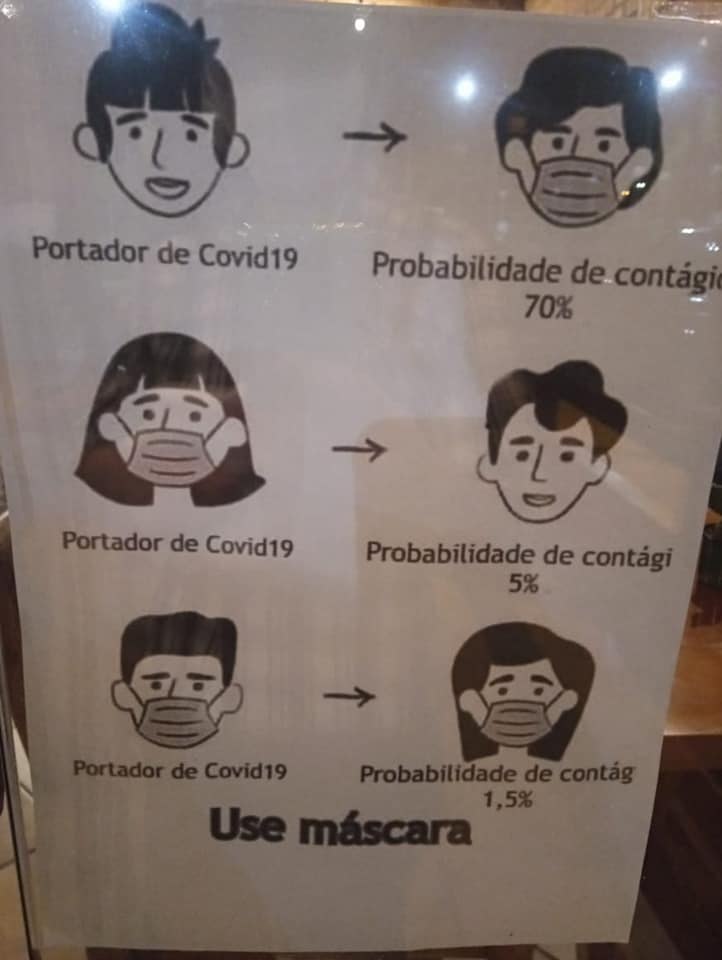 Portador de Covid19
Probabilidade de contági
70%
Portador de Covid19
Probabilidade de contági
5%
Portador de Covid19
Probabilidade de contág
1,5%
Use máscara